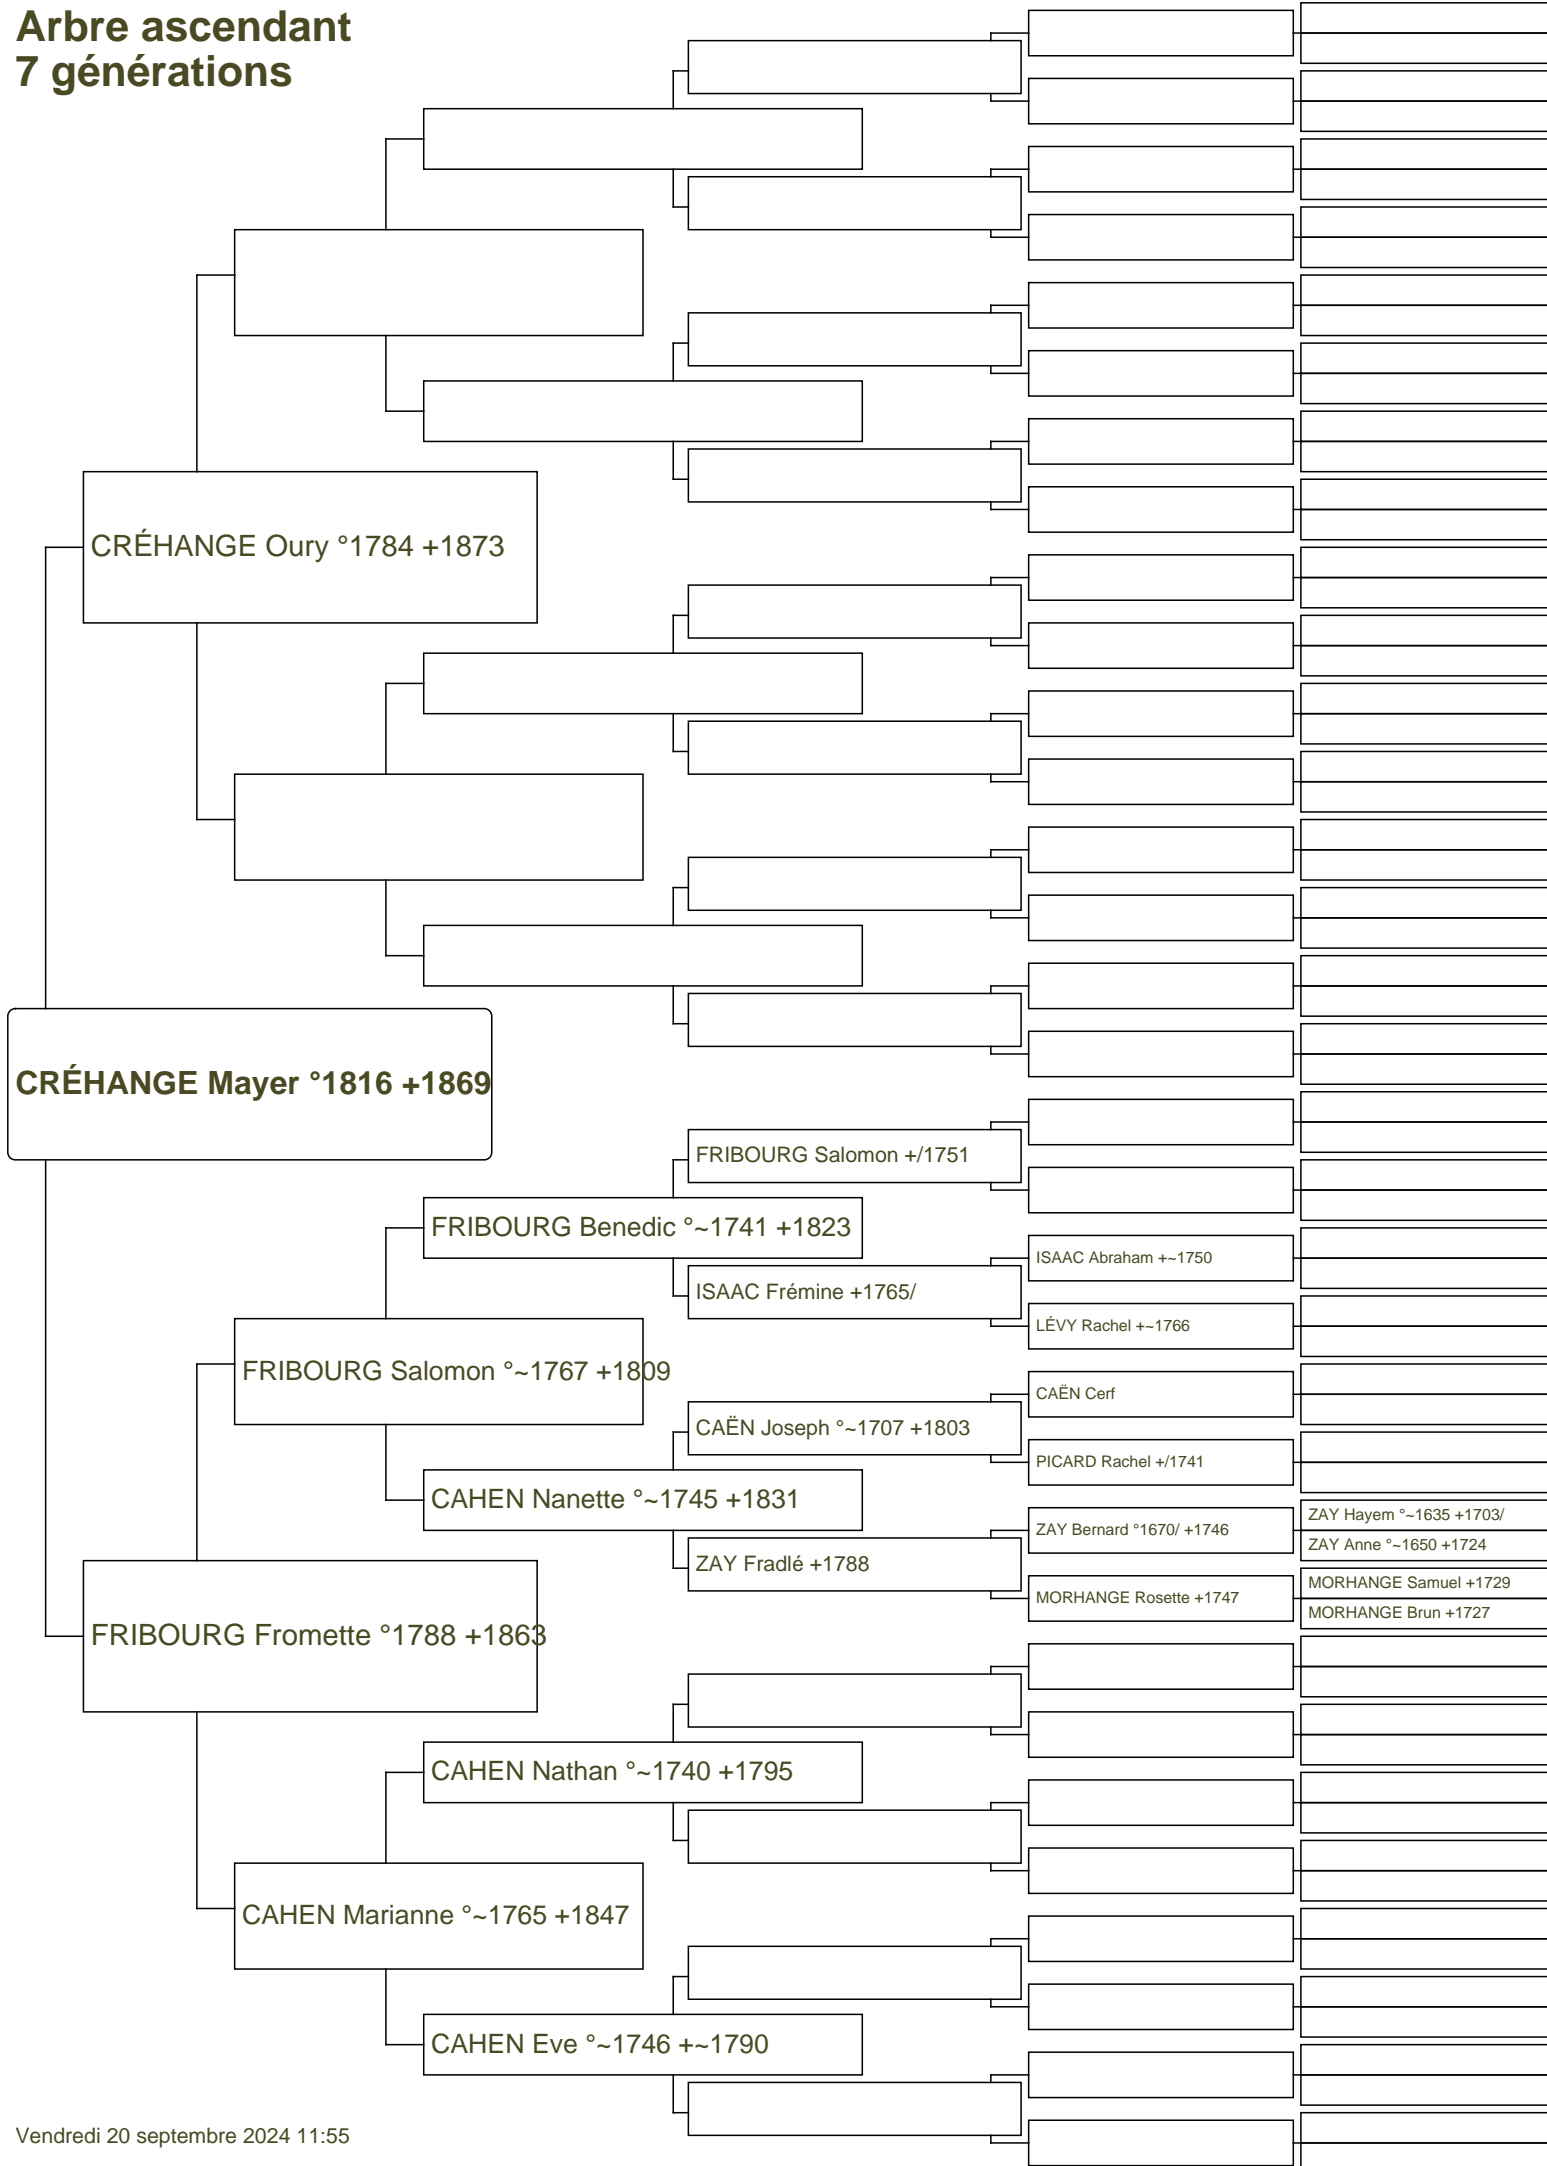 Arbre ascendant
7 générations
CRÉHANGE Oury °1784 +1873
CRÉHANGE Mayer °1816 +1869
FRIBOURG Salomon +/1751
FRIBOURG Benedic °~1741 +1823
ISAAC Abraham +~1750
ISAAC Frémine +1765/
LÉVY Rachel +~1766
FRIBOURG Salomon °~1767 +1809
CAËN Cerf
CAËN Joseph °~1707 +1803
PICARD Rachel +/1741
CAHEN Nanette °~1745 +1831
ZAY Hayem °~1635 +1703/
ZAY Bernard °1670/ +1746
ZAY Anne °~1650 +1724
ZAY Fradlé +1788
MORHANGE Samuel +1729
MORHANGE Rosette +1747
MORHANGE Brun +1727
FRIBOURG Fromette °1788 +1863
CAHEN Nathan °~1740 +1795
CAHEN Marianne °~1765 +1847
CAHEN Eve °~1746 +~1790
Vendredi 20 septembre 2024 11:55